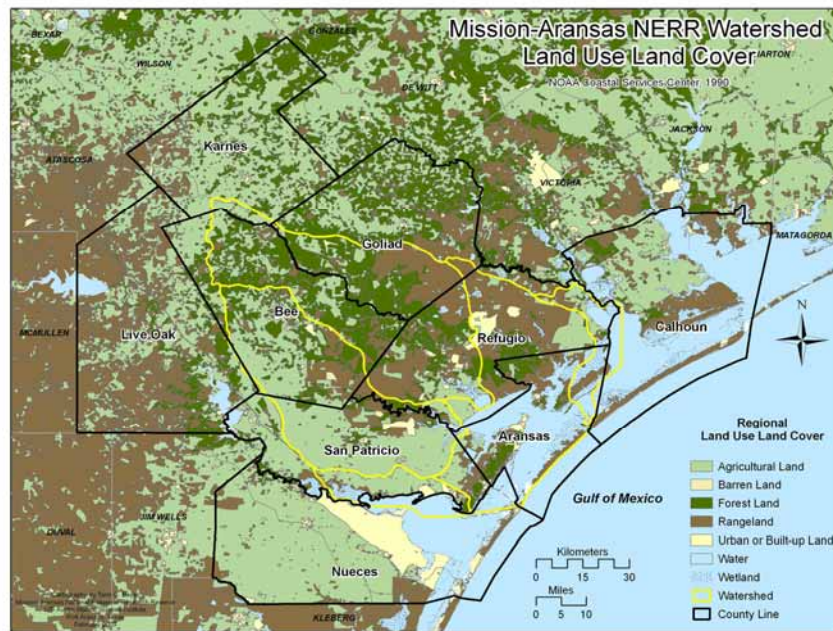 Mission-Aransas NERR Watershed
Land Use Land Cover
NOAA Coastal Services Center, 1990
BEXAR
GONZALES
WILSON
DE WITT
JACKSON
ATASCOSA
Karnes
VICTORIA
MATAGORDA
Goliad
MCMULLEN
Live Oak
Bee
Refugio
Calhoun
N
San Patricio
Aransas
Regional
Land Use Land Cover
Agricultural Land
Barren Land
Forest Land
Rangeland
Urban or Built-up Land
Water
Wetland
Watershed
County Line
Gulf of Mexico
DUVAL
JIM WELLS
Nueces
KLEBERG
Kilometers
0 5 10 20 30
Miles
0 5 10